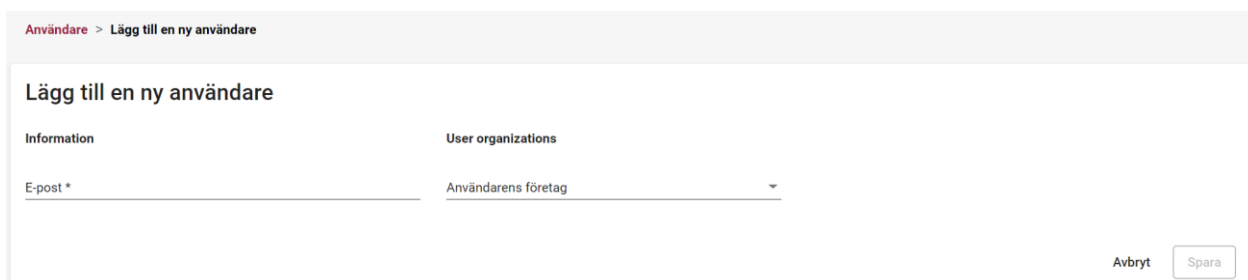 Användare > Lägg till en ny användare
Lägg till en ny användare
Information
User organizations
E-post *
Användarens företag
Avbryt
Spara